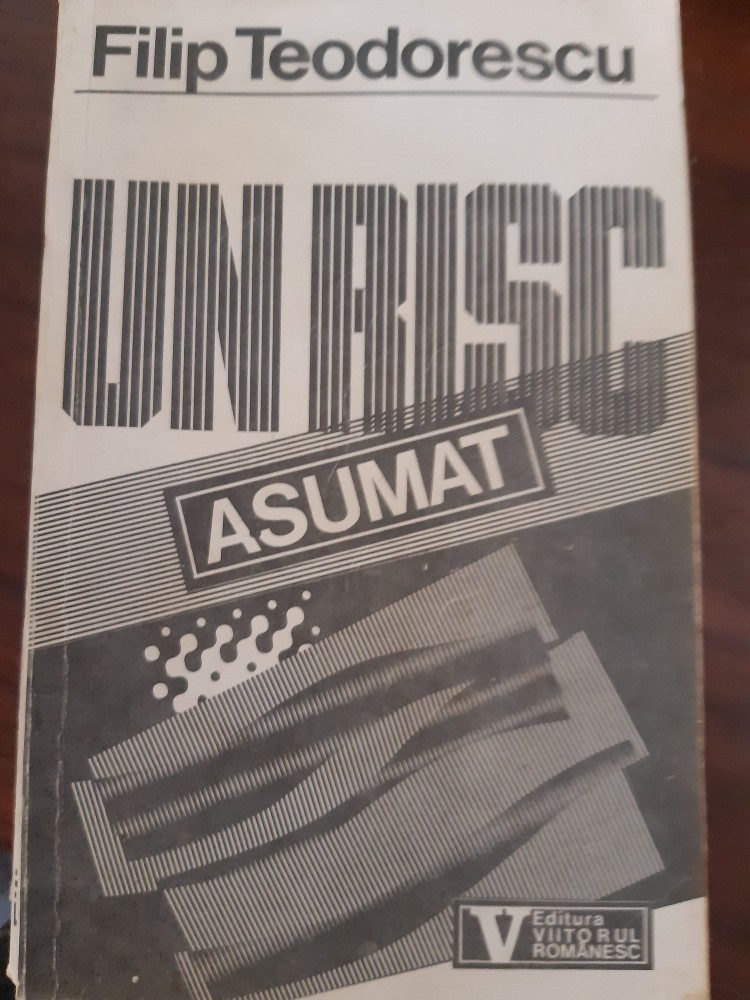 Filip Teodorescu
UN RISC
ASUMAT
V
Editura
VIITORUL
ROMÂNESC